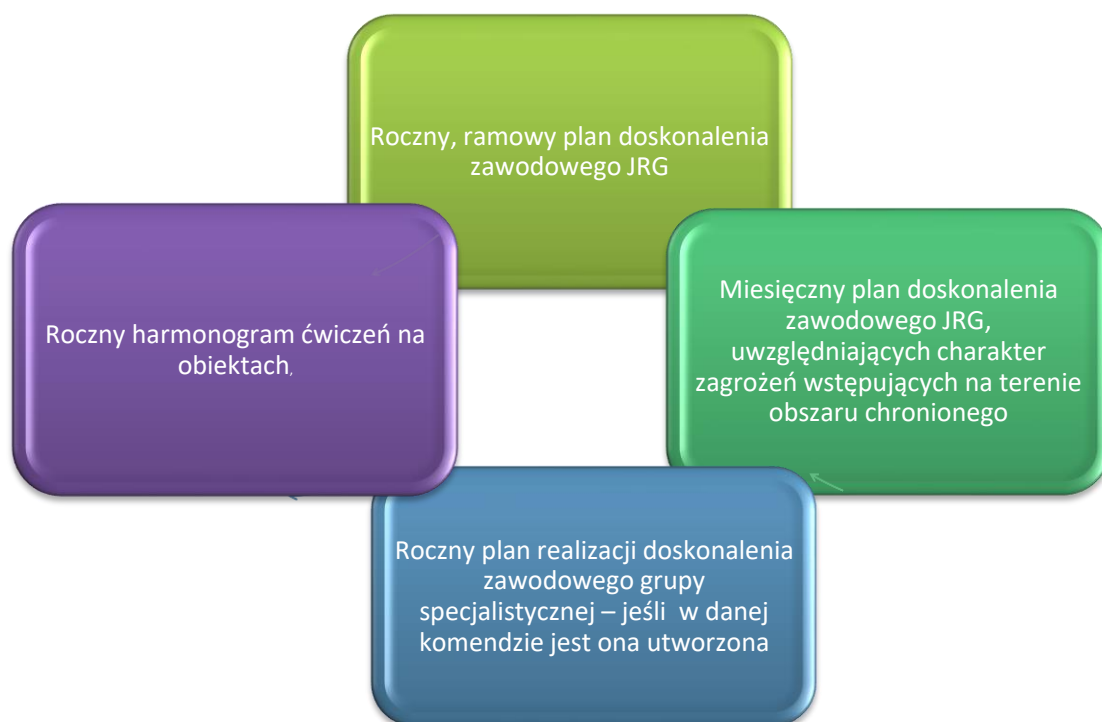 Roczny, ramowy plan doskonalenia
zawodowego JRG
Roczny harmonogram ćwiczeń na
obiektach,
Miesięczny plan doskonalenia
zawodowego JRG,
uwzględniających charakter
zagrożeń wstępujących na terenie
obszaru chronionego
Roczny plan realizacji doskonalenia
zawodowego grupy
specjalistycznej – jeśli w danej
komendzie jest ona utworzona